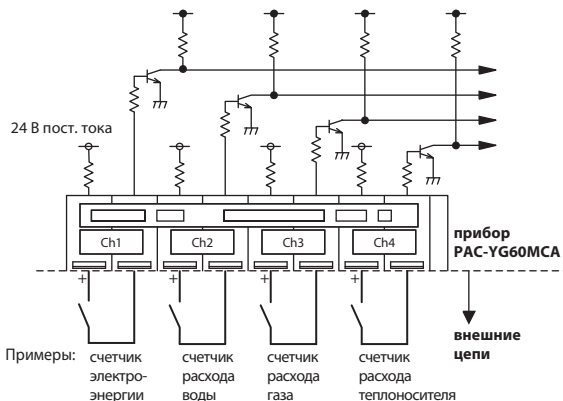 24 В пост. тока
Ch1 Ch2 Ch3 Ch4
прибор
PAC-YG60MCA
+ + + +
внешние
цепи
Примеры:
счетчик
электро-
энергии
счетчик
расхода
воды
счетчик
расхода
газа
счетчик
расхода
теплоносителя